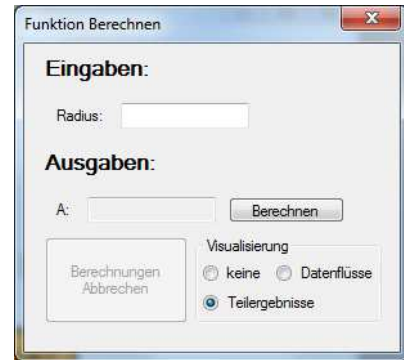 Funktion Berechnen
Eingaben:
Radius:
Ausgaben:
A:
Berechnen
Berechnungen
Abbrechen
Visualisierung
keine
Datenflüsse
Teilergebnisse